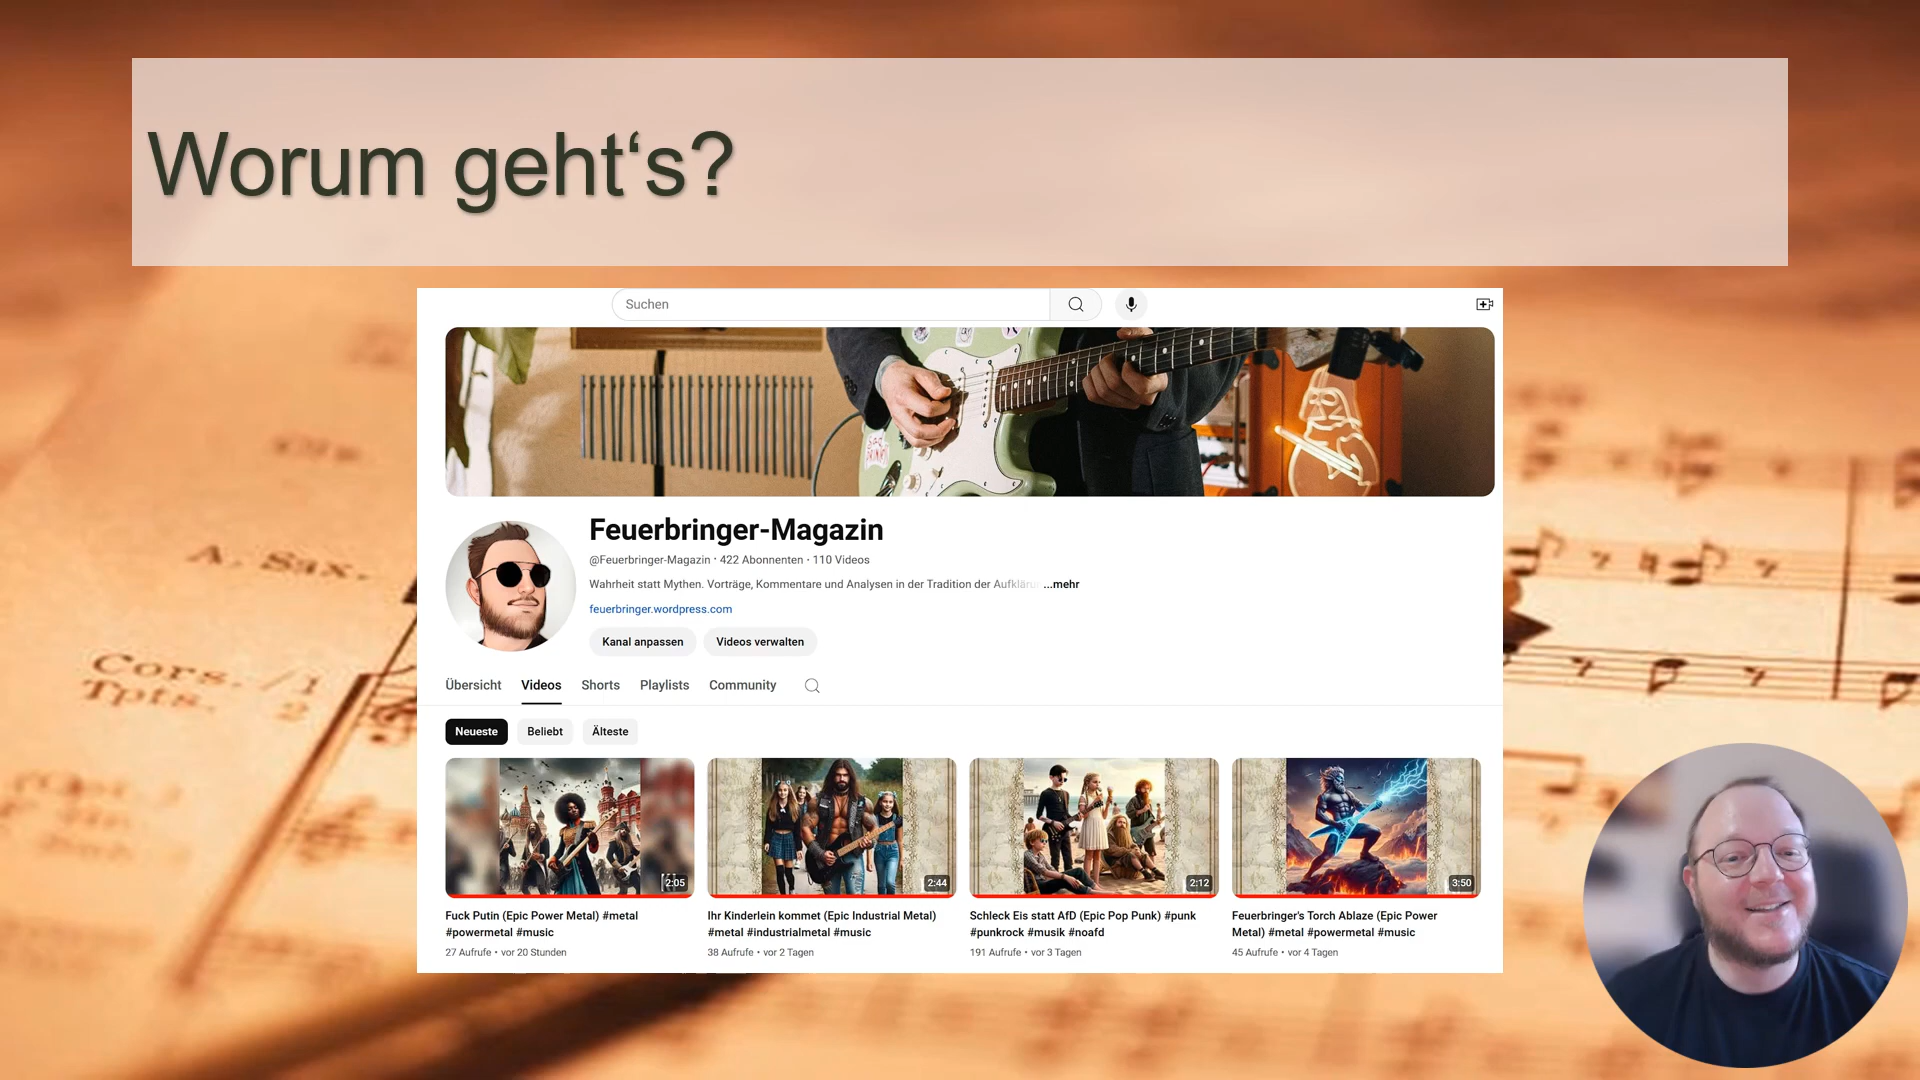 Worum geht‘s?
Suchen
Feuerbringer-Magazin
@Feuerbringer-Magazin · 422 Abonnenten · 110 Videos
Wahrheit statt Mythen. Vorträge, Kommentare und Analysen in der Tradition der ...mehr
feuerbringer.wordpress.com
Kanal anpassen Videos verwalten
Übersicht Videos Shorts Playlists Community
Neueste Beliebt Älteste
2:05 2:44 2:12 3:50
Fuck Putin (Epic Power Metal) #metal
#powermetal #music
27 Aufrufe • vor 20 Stunden
Ihr Kinderlein kommet (Epic Industrial Metal)
#metal #industrialmetal #music
38 Aufrufe • vor 2 Tagen
Schleck Eis statt AfD (Epic Pop Punk) #punk
#punkrock #musik #noafd
191 Aufrufe • vor 3 Tagen
Feuerbringer's Torch Ablaze (Epic Power
Metal) #metal #powermetal #music
45 Aufrufe • vor 4 Tagen
A. Sax.
Cors. /1
Tpts. 2